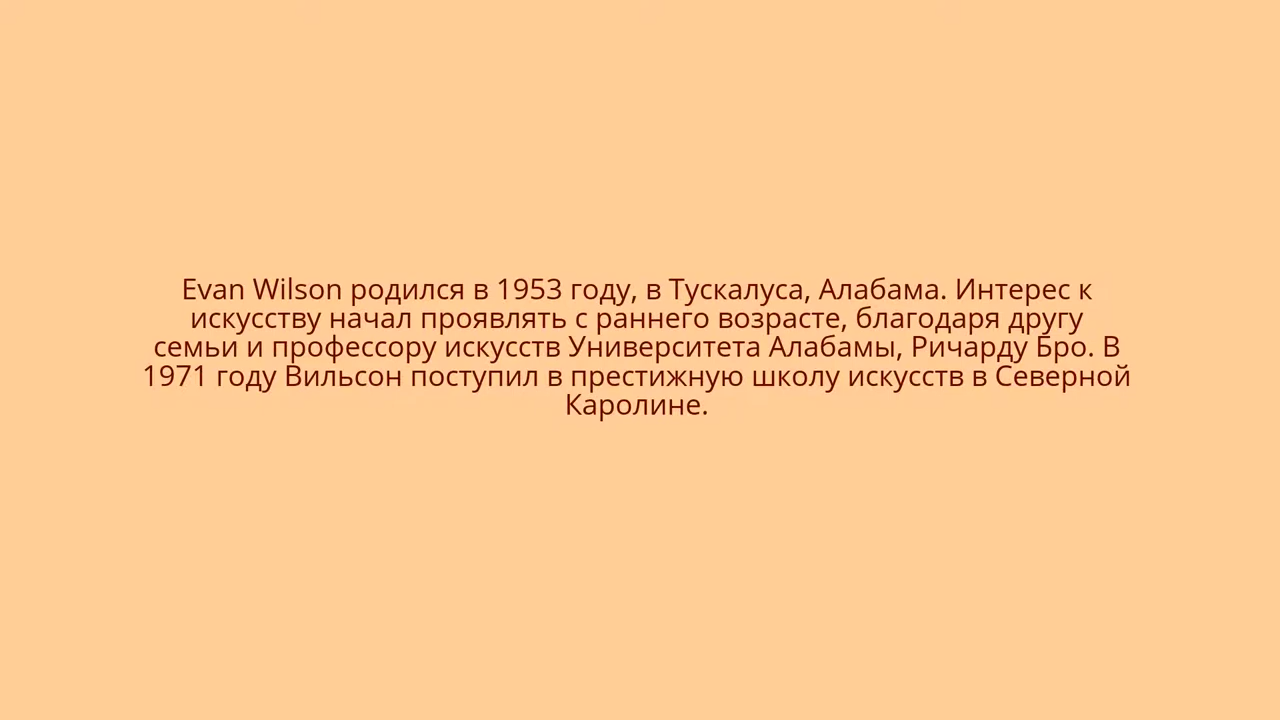 Evan Wilson родился в 1953 году, в Тускалуса, Алабама. Интерес к
искусству начал проявлять с раннего возрасте, благодаря другу
семьи и профессору искусств Университета Алабамы, Ричарду Бро. В
1971 году Вильсон поступил в престижную школу искусств в Северной
Каролине.